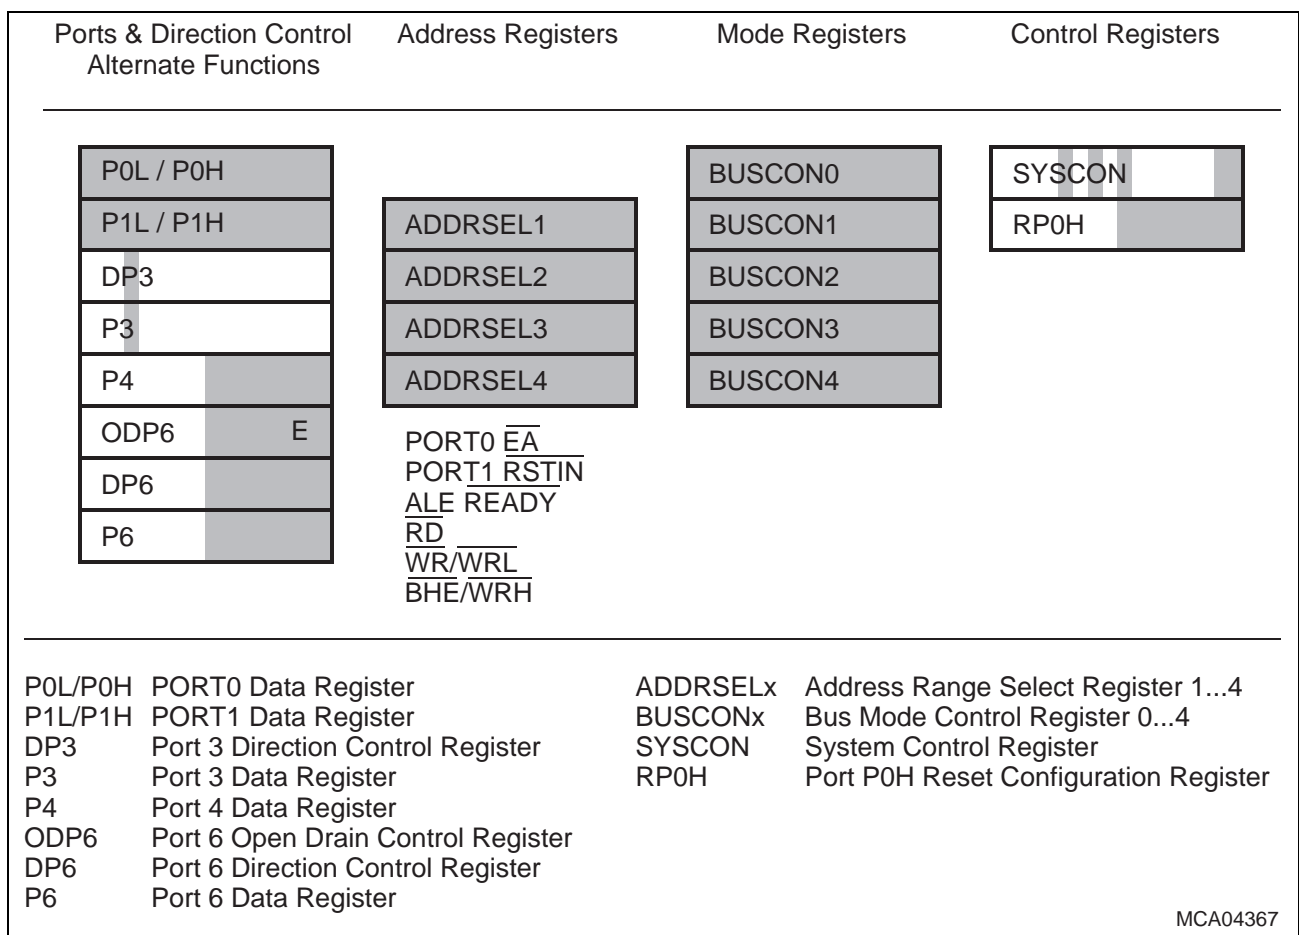 Ports & Direction Control
Alternate Functions
Address Registers
Mode Registers
Control Registers
P0L / P0H
P1L / P1H
DP3
P3
P4
ODP6 E
DP6
P6
ADDRSEL1
ADDRSEL2
ADDRSEL3
ADDRSEL4
PORT0 EA
PORT1 RSTIN
ALE READY
RD
WR/WRL
BHE/WRH
BUSCON0
BUSCON1
BUSCON2
BUSCON3
BUSCON4
SYSCON
RP0H
P0L/P0H PORT0 Data Register
P1L/P1H PORT1 Data Register
DP3 Port 3 Direction Control Register
P3 Port 3 Data Register
P4 Port 4 Data Register
ODP6 Port 6 Open Drain Control Register
DP6 Port 6 Direction Control Register
P6 Port 6 Data Register
ADDRSELx Address Range Select Register 1...4
BUSCONx Bus Mode Control Register 0...4
SYSCON System Control Register
RP0H Port P0H Reset Configuration Register
MCA04367